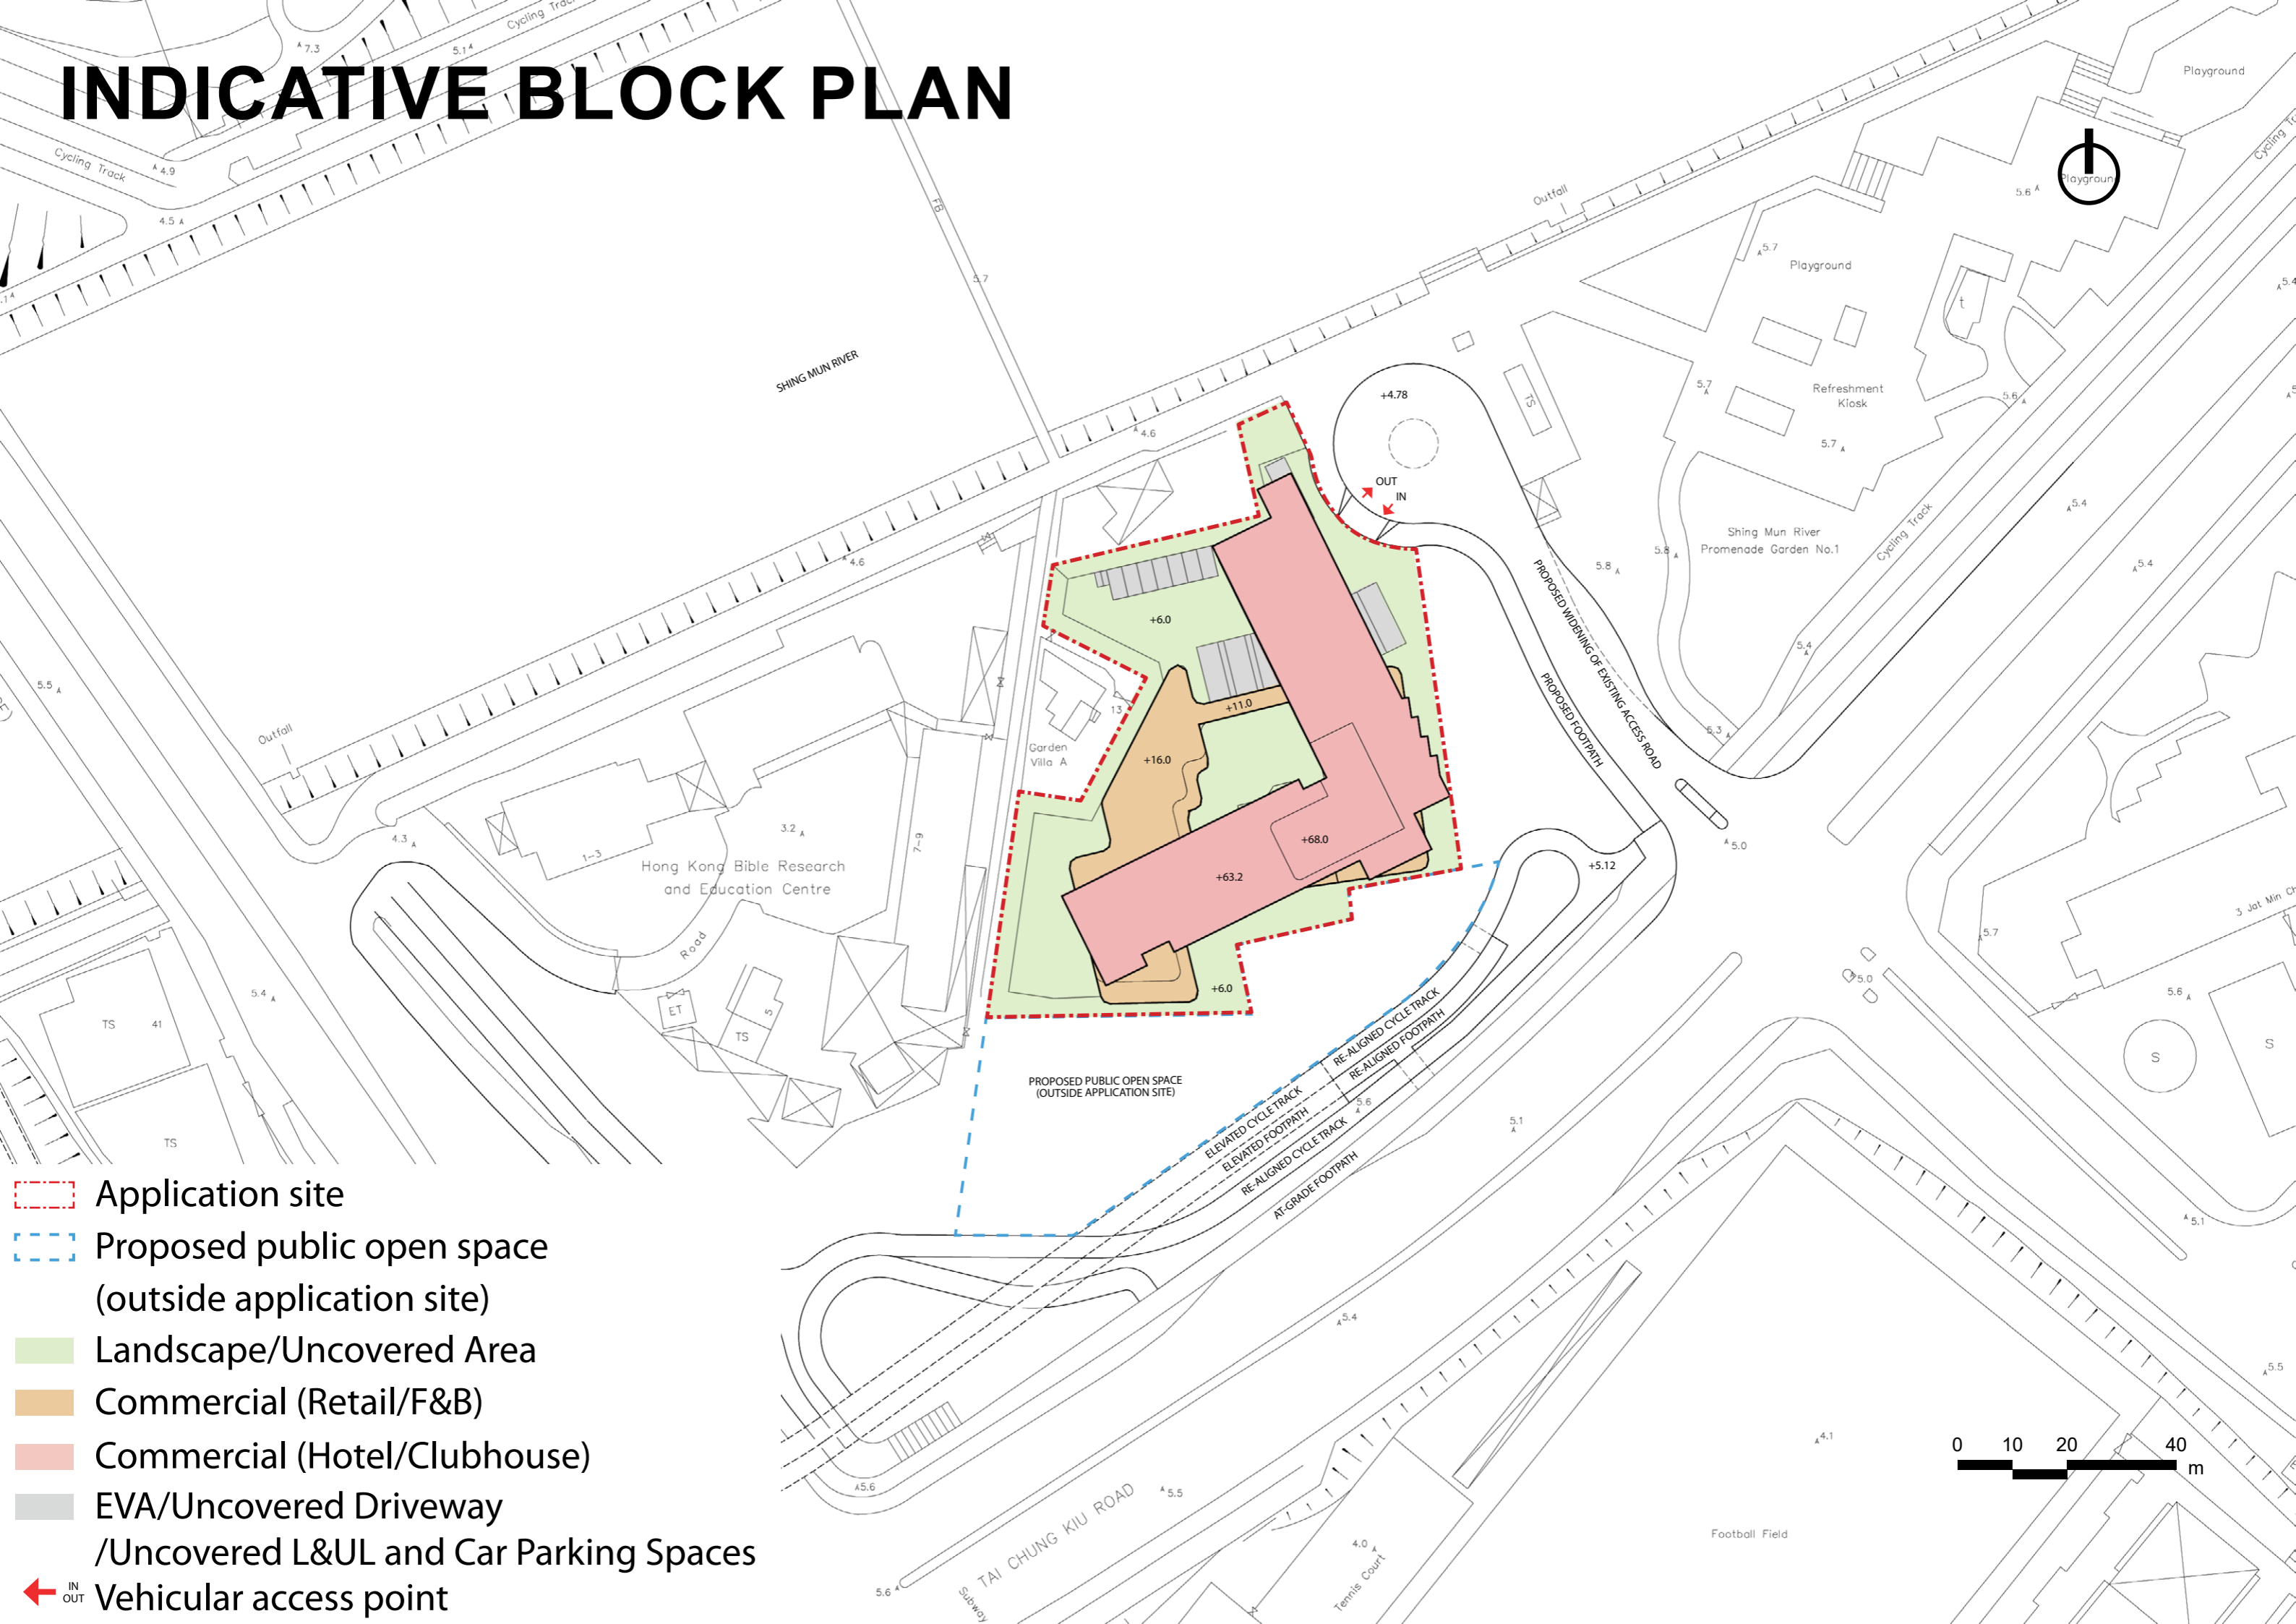 INDICATIVE BLOCK PLAN
Cycling Track
7.3
5.1
Cycling Track
4.9
4.5
FB
5.7
SHING MUN RIVER
Outfall
Playground
Playground
5.6
5.7
Playground
Cycling
5.4
+4.78
TS
OUT
IN
5.7
Refreshment
Kiosk
5.6
5.7
4.6
4.6
Shing Mun River
Promenade Garden No.1
Cycling Track
5.4
5.4
5.8
5.8
5.4
5.3
PROPOSED WIDENING OF EXISTING ACCESS ROAD
PROPOSED FOOTPATH
+6.0
+11.0
+16.0
13
Garden
Villa A
+68.0
+63.2
+6.0
+5.12
5.0
5.5
Outfall
4.3
1-3
3.2
7-9
Hong Kong Bible Research
and Education Centre
Road
ET
TS
5
5.4
TS
41
TS
3 Jat Min
5.7
5.0
5.6
S
S
RE-ALIGNED CYCLE TRACK
RE-ALIGNED FOOTPATH
ELEVATED CYCLE TRACK
ELEVATED FOOTPATH
RE-ALIGNED CYCLE TRACK
AT-GRADE FOOTPATH
5.6
5.1
PROPOSED PUBLIC OPEN SPACE
(OUTSIDE APPLICATION SITE)
5.1
5.4
5.5
4.1
5.6
5.5
TAI CHUNG KIU ROAD
5.6
Subway
4.0
Tennis Court
Football Field
0 10 20 40
m
Application site
Proposed public open space
(outside application site)
Landscape/Uncovered Area
Commercial (Retail/F&B)
Commercial (Hotel/Clubhouse)
EVA/Uncovered Driveway
/Uncovered L&UL and Car Parking Spaces
IN
OUT
Vehicular access point